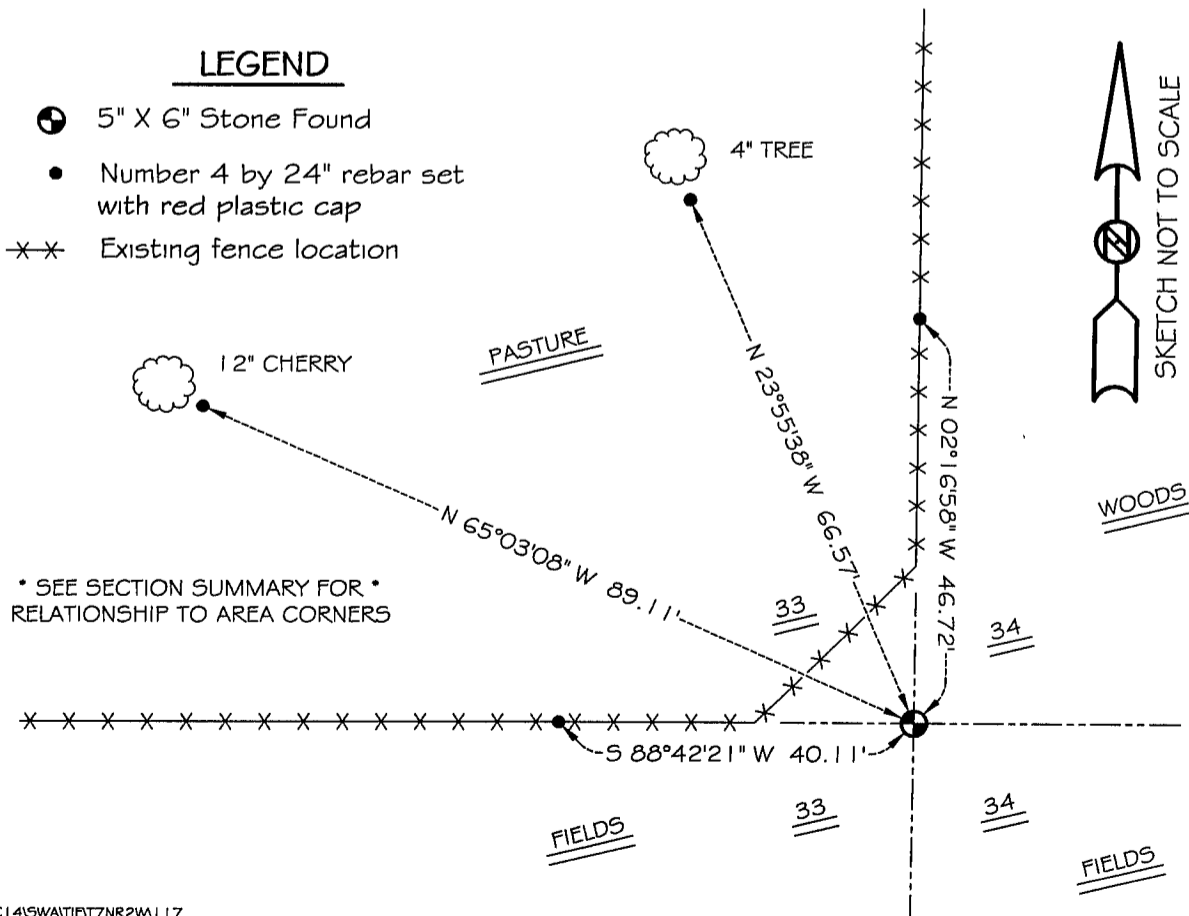 LEGEND
5" X 6" Stone Found
Number 4 by 24" rebar set
with red plastic cap
Existing fence location
4" TREE
12" CHERRY
PASTURE
N 23°55'38" W 66.57'
N 02°16'58" W 46.72'
N 65°03'08" W 89.11'
N
SKETCH NOT TO SCALE
WOODS
* SEE SECTION SUMMARY FOR *
RELATIONSHIP TO AREA CORNERS
33
34
S 88°42'21" W 40.11'
33
34
FIELDS
FIELDS